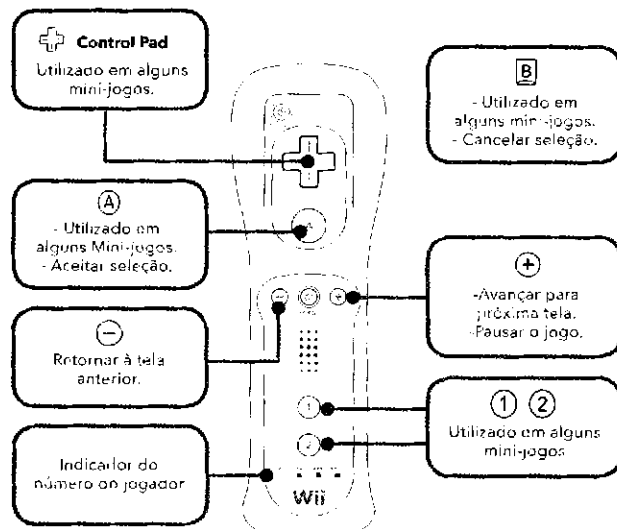 Control Pad
Utilizado em alguns
mini-jogos.
B
- Utilizado em
alguns mini-jogos.
- Cancelar seleção.
A
- Utilizado em
alguns Mini-jogos.
- Aceitar seleção.
+
-Avançar para
próxima tela.
-Pausar o jogo.
−
Retornar à tela
anterior.
1 2
Utilizado em alguns
mini-jogos
Indicador do
número do jogador
A
1
2
Wii